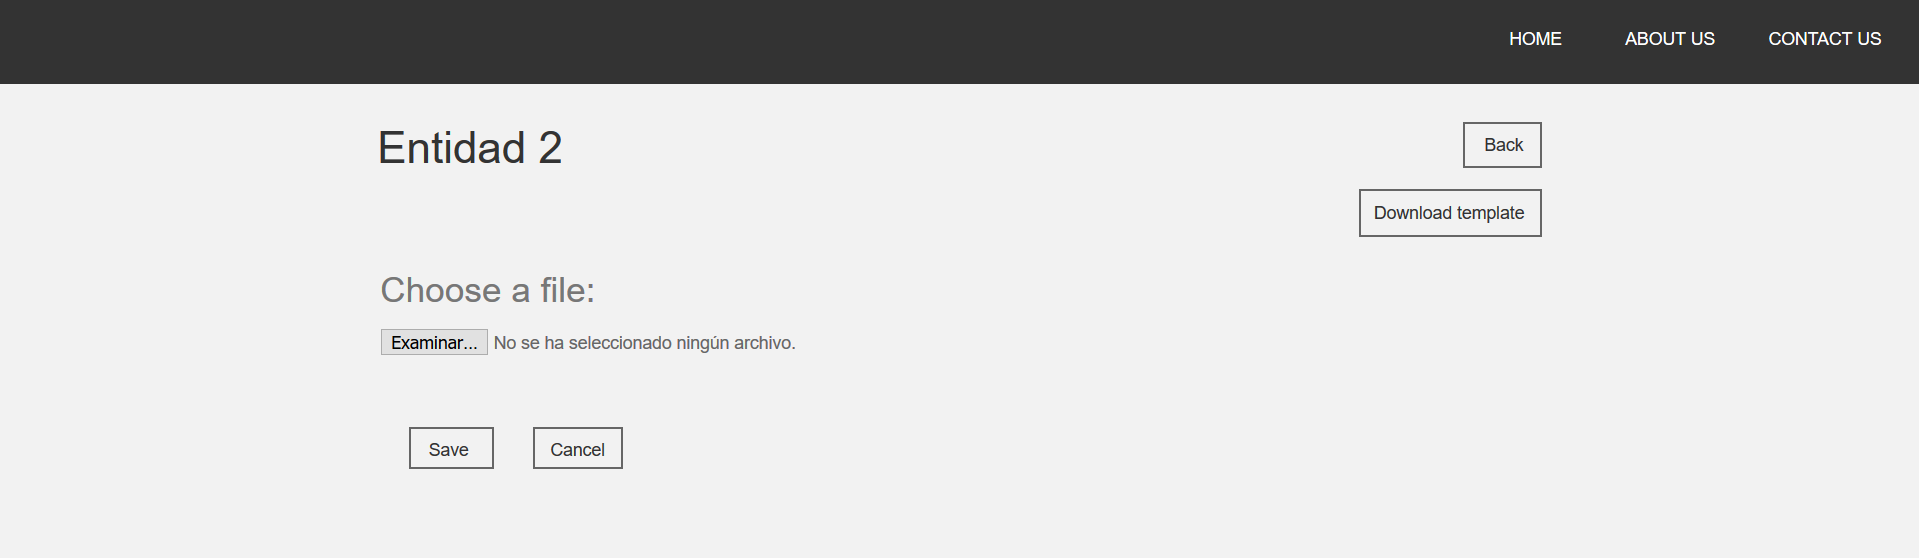 HOME ABOUT US CONTACT US
Entidad 2
Back
Download template
Choose a file:
Examinar... No se ha seleccionado ningún archivo.
Save Cancel